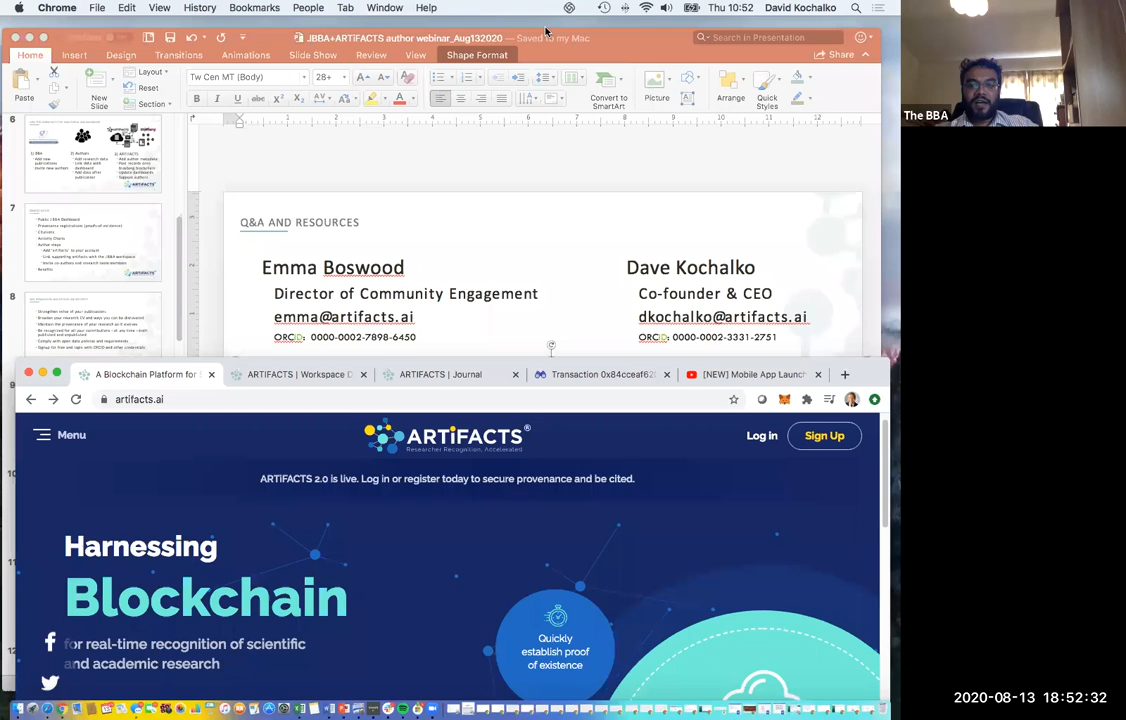 Chrome File Edit View History Bookmarks People Tab Window Help Thu 10:52 David Kochalko
JBBA+ARTiFACTS author webinar_Aug132020 — Saved to my Mac
Search in Presentation
Home Insert Design Transitions Animations Slide Show Review View Shape Format Share
Paste
New Slide
Layout
Reset
Section
Tw Cen MT (Body) 28+
Convert to SmartArt
Picture
Arrange
Quick Styles
The BBA
6
7
8
Q&A AND RESOURCES
Emma Boswood
Director of Community Engagement
emma@artifacts.ai
ORCiD: 0000-0002-7898-6450
Dave Kochalko
Co-founder & CEO
dkochalko@artifacts.ai
ORCiD: 0000-0002-3331-2751
A Blockchain Platform for ARTiFACTS | Workspace D ARTiFACTS | Journal Transaction 0x84cceaf62 [NEW] Mobile App Launch
artifacts.ai
Menu
ARTiFACTS®
Researcher Recognition, Accelerated
Log in Sign Up
ARTiFACTS 2.0 is live. Log in or register today to secure provenance and be cited.
Harnessing
Blockchain
for real-time recognition of scientific
and academic research
Quickly
establish proof
of existence
2020-08-13 18:52:32